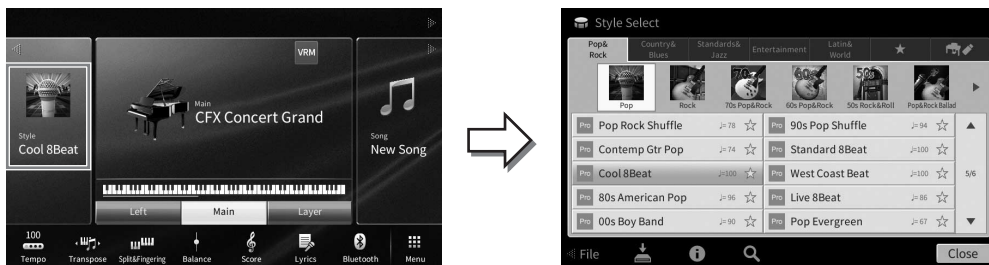 VRM
Style
Cool 8Beat
Main
CFX Concert Grand
Song
New Song
Left Main Layer
100
Tempo Transpose Split&Fingering Balance Score Lyrics Bluetooth Menu
Style Select
Pop&
Rock
Country&
Blues
Standards&
Jazz
Entertainment
Latin&
World
70s 60s 50s
Pop Rock 70s Pop&Rock 60s Pop&Rock 50s Rock&Roll Pop&Rock Ballad
Pro Pop Rock Shuffle ♩= 78 Pro 90s Pop Shuffle ♩= 94
Pro Contemp Gtr Pop ♩= 74 Pro Standard 8Beat ♩=100
Pro Cool 8Beat ♩=100 Pro West Coast Beat ♩=100 5/6
Pro 80s American Pop ♩= 96 Pro Live 8Beat ♩= 86
Pro 00s Boy Band ♩= 90 Pro Pop Evergreen ♩= 67
File Close